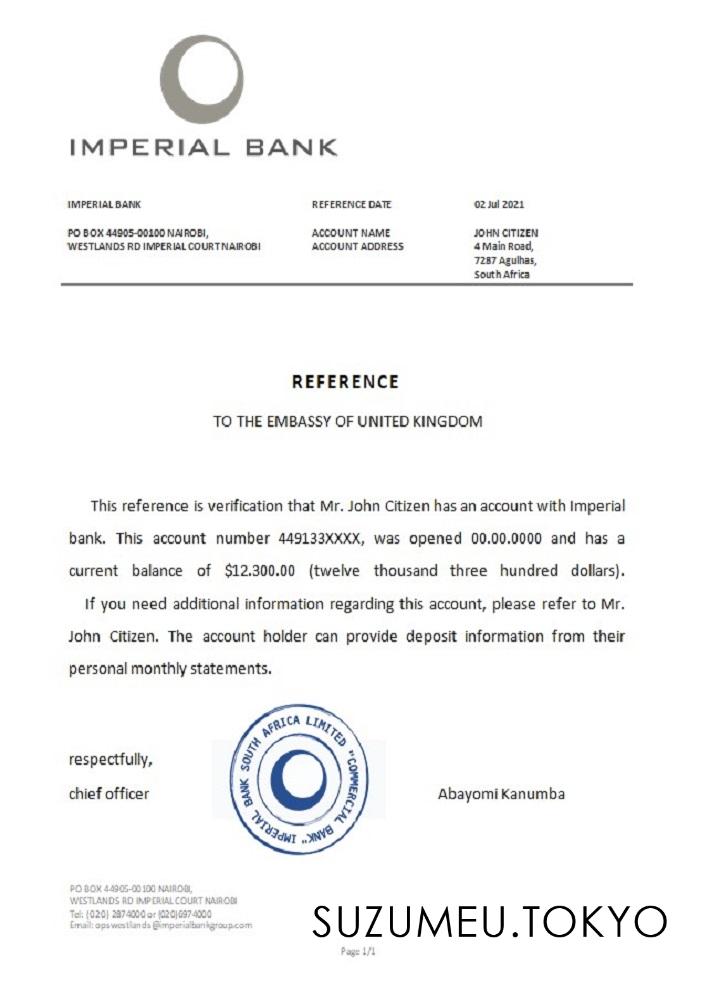 IMPERIAL BANK
IMPERIAL BANK REFERENCE DATE 02 Jul 2021
PO BOX 44905-00100 NAIROBI, ACCOUNT NAME JOHN CITIZEN
WESTLANDS RD IMPERIAL COURT NAIROBI ACCOUNT ADDRESS 4 Main Road,
7287 Agulhas,
South Africa
REFERENCE
TO THE EMBASSY OF UNITED KINGDOM
This reference is verification that Mr. John Citizen has an account with Imperial
bank. This account number 449133XXXX, was opened 00.00.0000 and has a
current balance of $12.300.00 (twelve thousand three hundred dollars).
If you need additional information regarding this account, please refer to Mr.
John Citizen. The account holder can provide deposit information from their
personal monthly statements.
IMPERIAL BANK SOUTH AFRICA LIMITED "COMMERCIAL BANK" IMPERIAL BANK
respectfully,
chief officer Abayomi Kanumba
PO BOX 44905-00100 NAIROBI,
WESTLANDS RD IMPERIAL COURT NAIROBI
Tel: (020) 2874000 or (020)6974000
Email: opswestlands@imperialbankgroup.com
SUZUMEU.TOKYO
Page 1/1